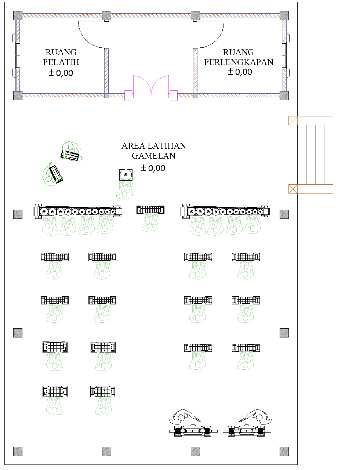 RUANG
PELATIH
±0,00
RUANG
PERLENGKAPAN
±0,00
AREA LATIHAN
GAMELAN
±0,00